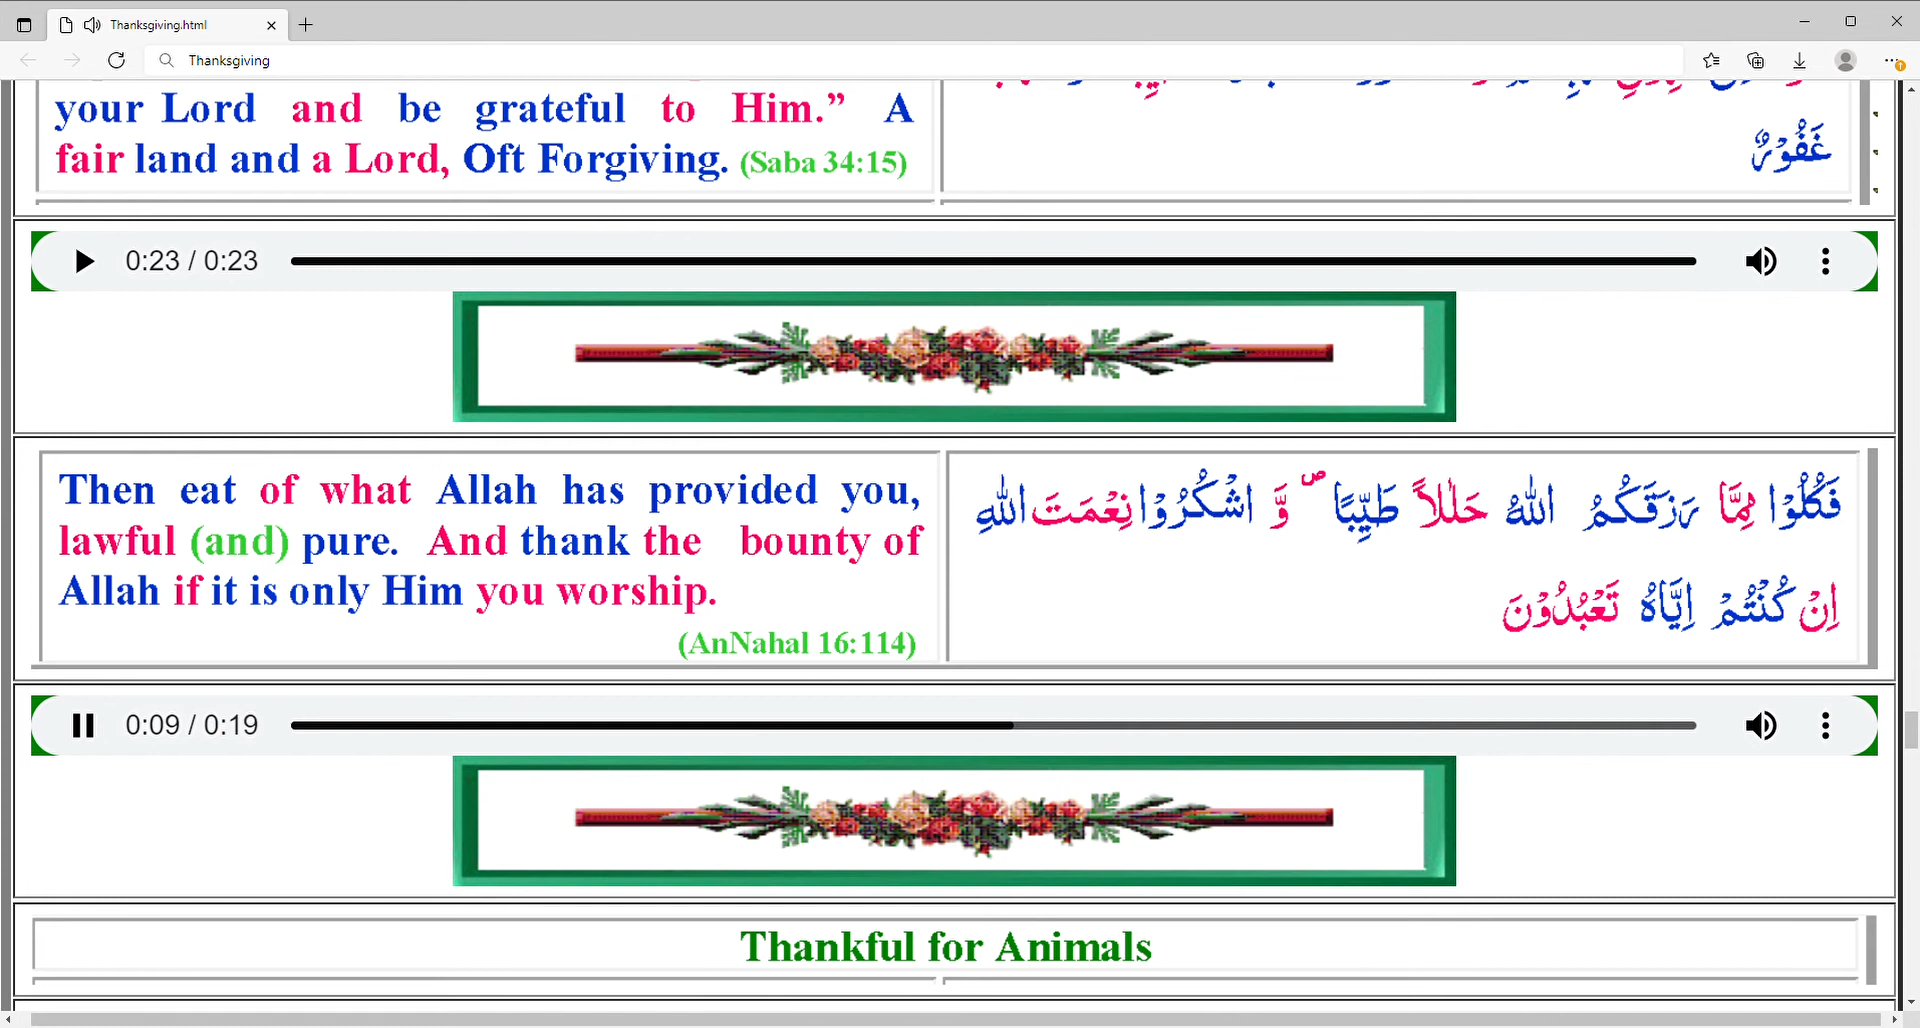 Thanksgiving.html
Thanksgiving
your Lord and be grateful to Him.” A
fair land and a Lord, Oft Forgiving. (Saba 34:15)
غَفُوْرٌ
0:23 / 0:23
Then eat of what Allah has provided you,
lawful (and) pure. And thank the bounty of
Allah if it is only Him you worship.
(AnNahal 16:114)
فَكُلُوْا مِمَّا رَزَقَكُمُ اللّٰهُ حَلٰلاً طَيِّبًا ۖ وَّ اشْكُرُوْا نِعْمَتَ اللّٰهِ
اِنْ كُنْتُمْ اِيَّاهُ تَعْبُدُوْنَ
0:09 / 0:19
Thankful for Animals